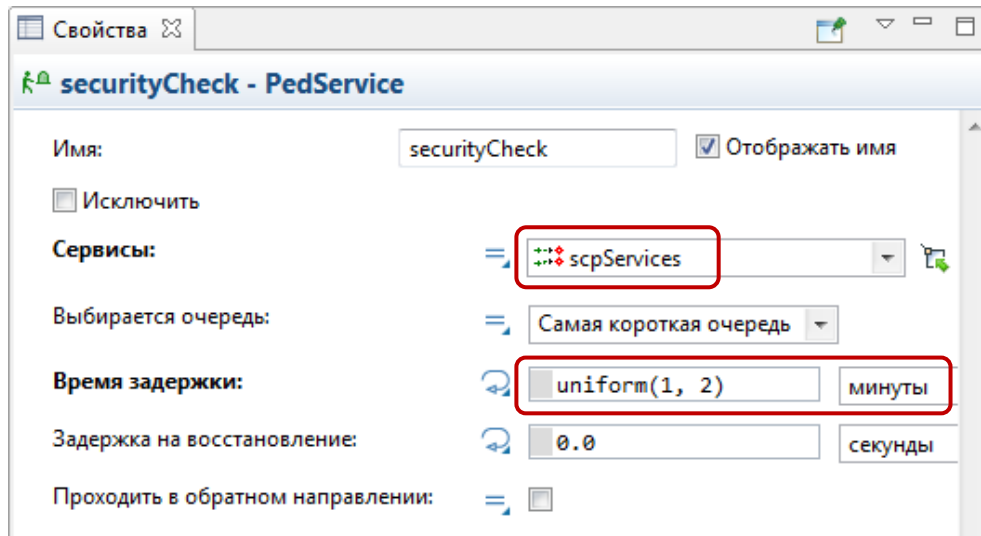 Свойства
securityCheck - PedService
Имя: securityCheck Отображать имя
Исключить
Сервисы: scpServices
Выбирается очередь: Самая короткая очередь
Время задержки: uniform(1, 2) минуты
Задержка на восстановление: 0.0 секунды
Проходить в обратном направлении: